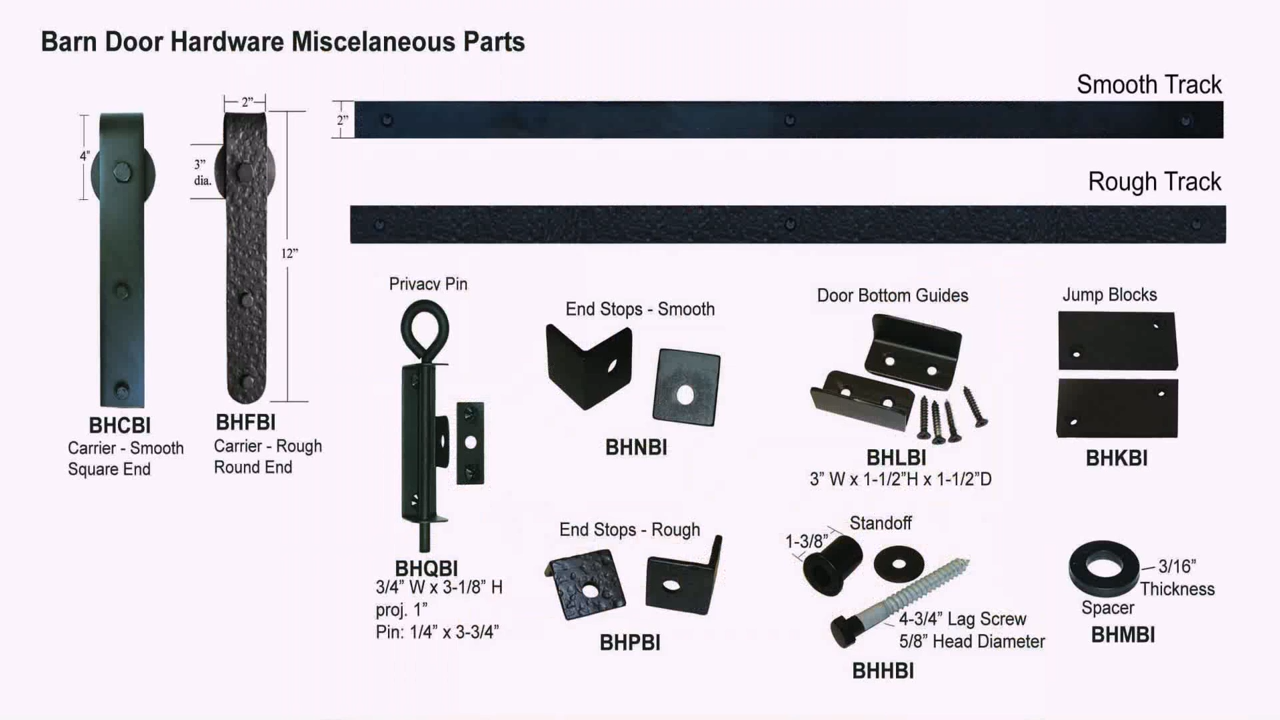 Barn Door Hardware Miscelaneous Parts
Smooth Track
2”
Rough Track
4"
2”
3”
dia.
12”
BHCBI
Carrier - Smooth
Square End
BHFBI
Carrier - Rough
Round End
Privacy Pin
BHQBI
3/4” W x 3-1/8” H
proj. 1”
Pin: 1/4” x 3-3/4”
End Stops - Smooth
BHNBI
End Stops - Rough
BHPBI
Door Bottom Guides
BHLBI
3” W x 1-1/2”H x 1-1/2”D
Jump Blocks
BHKBI
Standoff
1-3/8”
4-3/4” Lag Screw
5/8” Head Diameter
BHHBI
3/16”
Thickness
Spacer
BHMBI